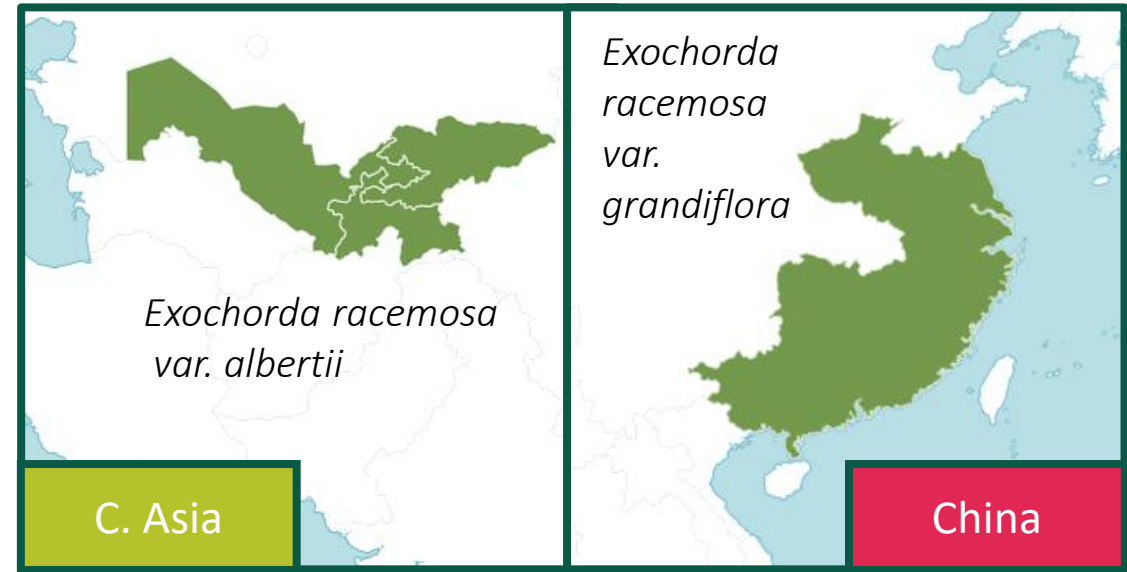 Exochorda racemosa
var. albertii
C. Asia
Exochorda
racemosa
var.
grandiflora
China